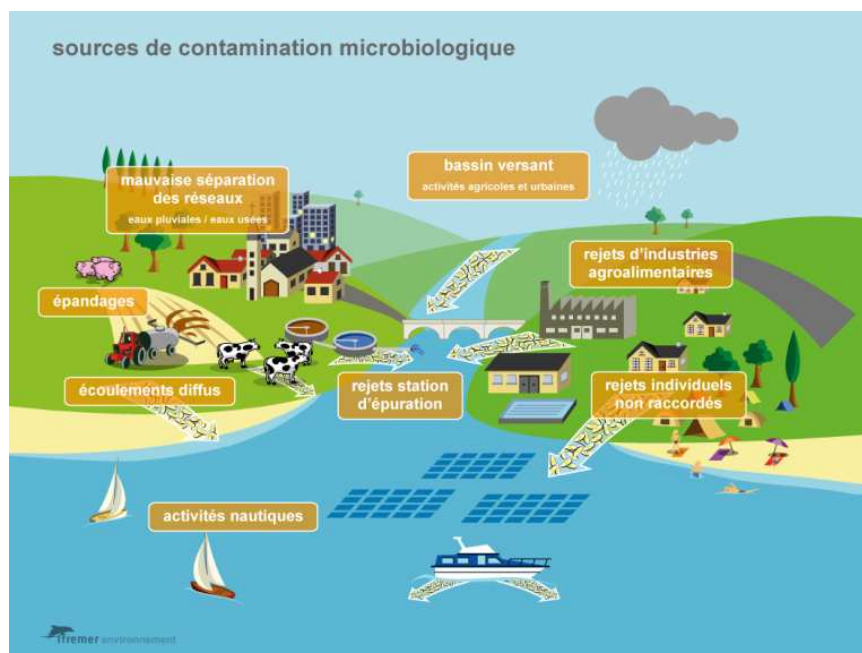 sources de contamination microbiologique
bassin versant
activités agricoles et urbaines
mauvaise séparation
des réseaux
eaux pluviales / eaux usées
rejets d'industries
agroalimentaires
épandages
écoulements diffus
rejets station
d'épuration
rejets individuels
non raccordés
activités nautiques
ifremer environnement